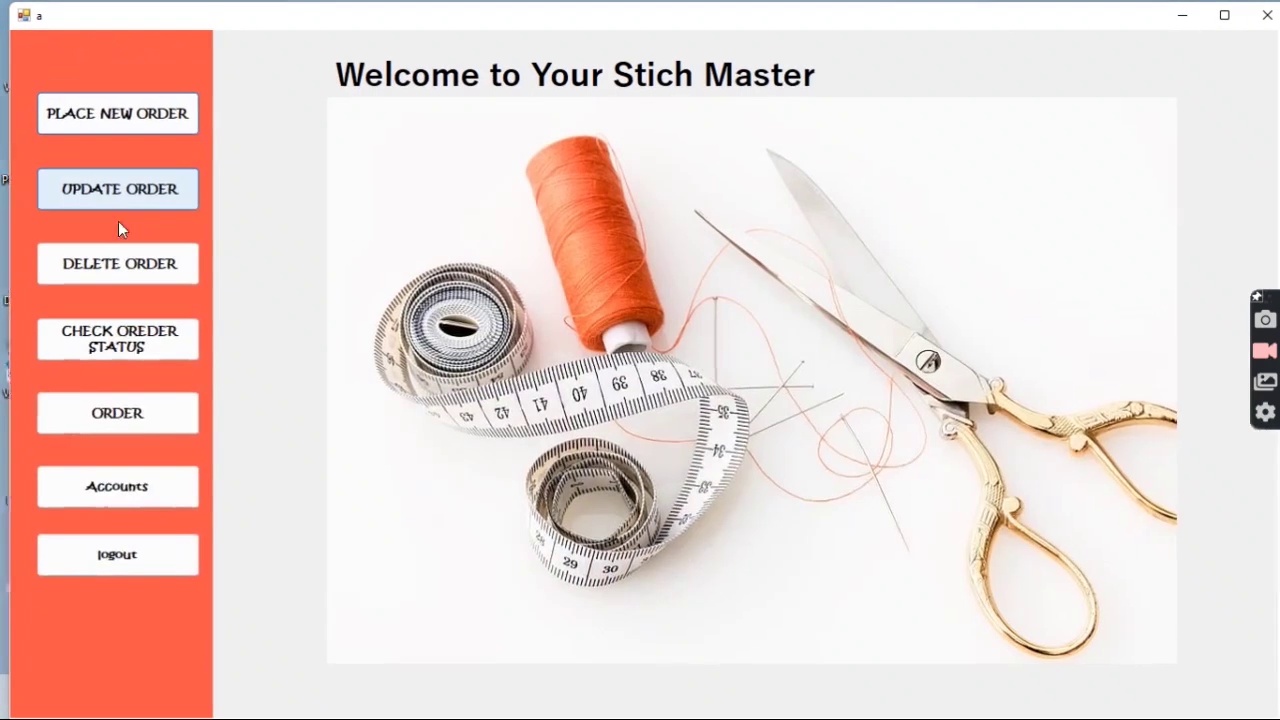 a
Welcome to Your Stich Master
PLACE NEW ORDER
UPDATE ORDER
DELETE ORDER
CHECK OREDER
STATUS
ORDER
Accounts
logout
43 42 41 40 39 38 37
35
34
33
29 30